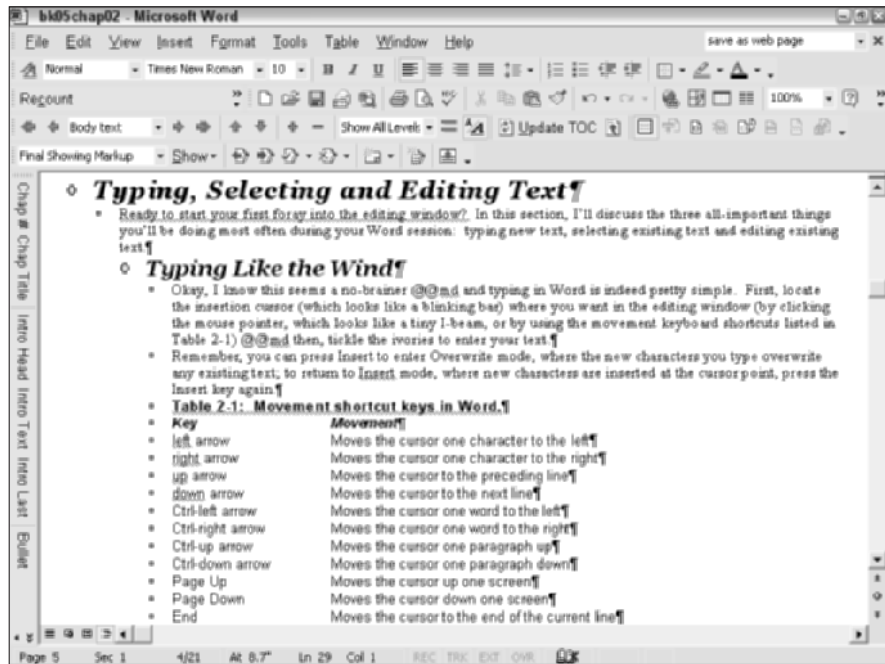 bk05chap02 - Microsoft Word
File Edit View Insert Format Tools Table Window Help save as web page
Normal Times New Roman 10 B I U A
Recount 100%
Body text Show All Levels Update TOC
Final Showing Markup Show
Typing, Selecting and Editing Text¶
Ready to start your first foray into the editing window? In this section, I'll discuss the three all-important things
you'll be doing most often during your Word session: typing new text, selecting existing text and editing existing
text.¶
Typing Like the Wind¶
Okay, I know this seems a no-brainer @@md and typing in Word is indeed pretty simple. First, locate
the insertion cursor (which looks like a blinking bar) where you want in the editing window (by clicking
the mouse pointer, which looks like a tiny I-beam, or by using the movement keyboard shortcuts listed in
Table 2-1) @@md then, tickle the ivories to enter your text.¶
Remember, you can press Insert to enter Overwrite mode, where the new characters you type overwrite
any existing text; to return to Insert mode, where new characters are inserted at the cursor point, press the
Insert key again.¶
Table 2-1: Movement shortcut keys in Word.¶
Key Movement¶
left arrow Moves the cursor one character to the left¶
right arrow Moves the cursor one character to the right¶
up arrow Moves the cursor to the preceding line¶
down arrow Moves the cursor to the next line¶
Ctrl-left arrow Moves the cursor one word to the left¶
Ctrl-right arrow Moves the cursor one word to the right¶
Ctrl-up arrow Moves the cursor one paragraph up¶
Ctrl-down arrow Moves the cursor one paragraph down¶
Page Up Moves the cursor up one screen¶
Page Down Moves the cursor down one screen¶
End Moves the cursor to the end of the current line¶
Chap # Chap Title Intro Head Intro Text Intro Last Bullet
Page 5 Sec 1 4/21 At 8.7" Ln 29 Col 1 REC TRK EXT OVR